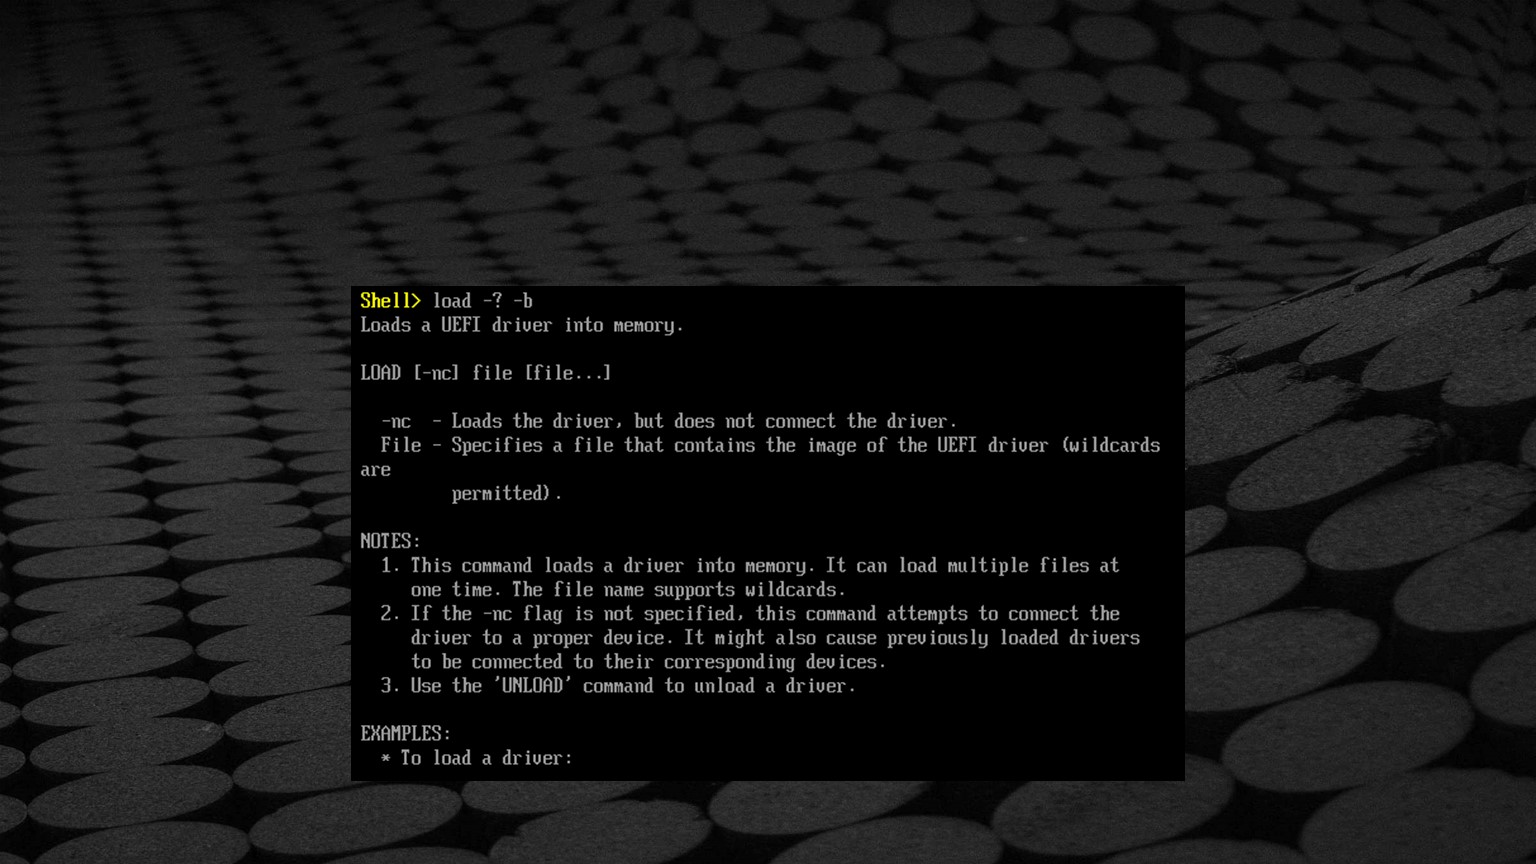 Shell> load -? -b
Loads a UEFI driver into memory.
LOAD [-nc] file [file...]
-nc - Loads the driver, but does not connect the driver.
File - Specifies a file that contains the image of the UEFI driver (wildcards
are
permitted).
NOTES:
1. This command loads a driver into memory. It can load multiple files at
one time. The file name supports wildcards.
2. If the -nc flag is not specified, this command attempts to connect the
driver to a proper device. It might also cause previously loaded drivers
to be connected to their corresponding devices.
3. Use the 'UNLOAD' command to unload a driver.
EXAMPLES:
* To load a driver: